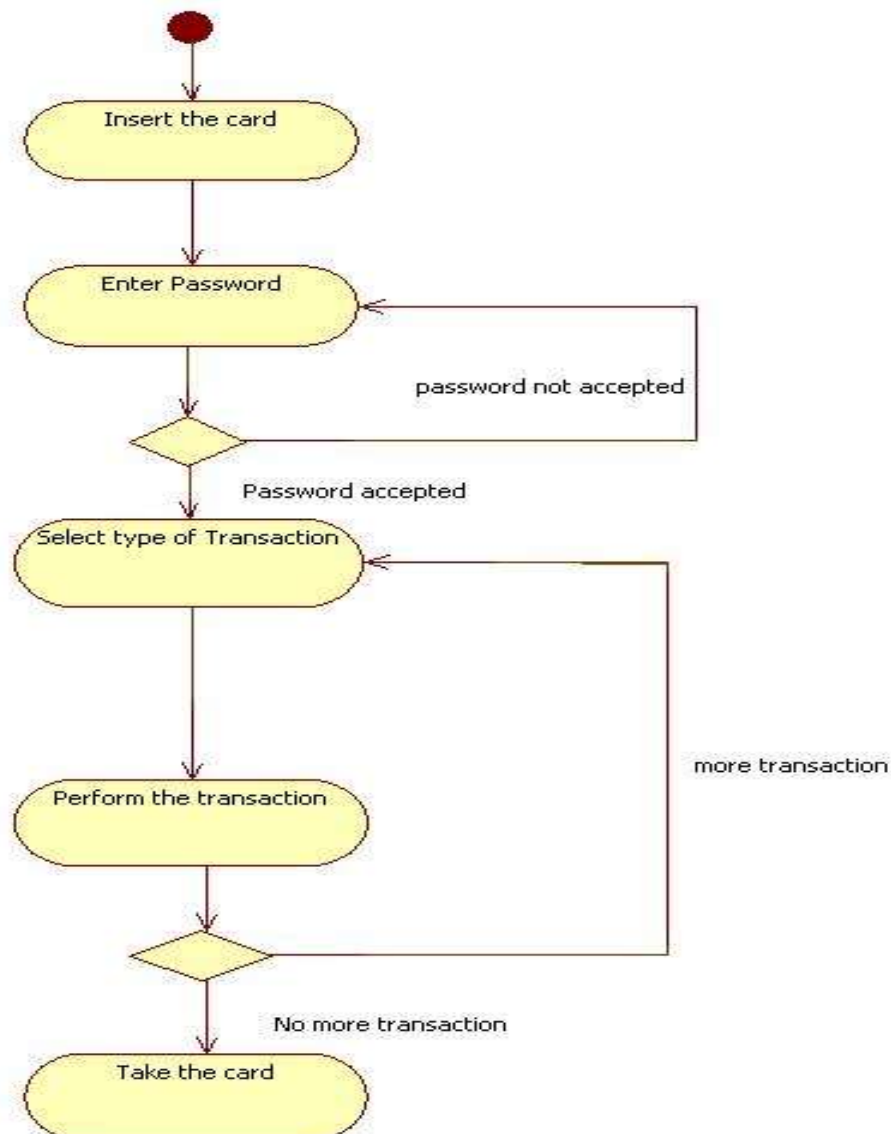 Insert the card
Enter Password
password not accepted
Password accepted
Select type of Transaction
more transaction
Perform the transaction
No more transaction
Take the card